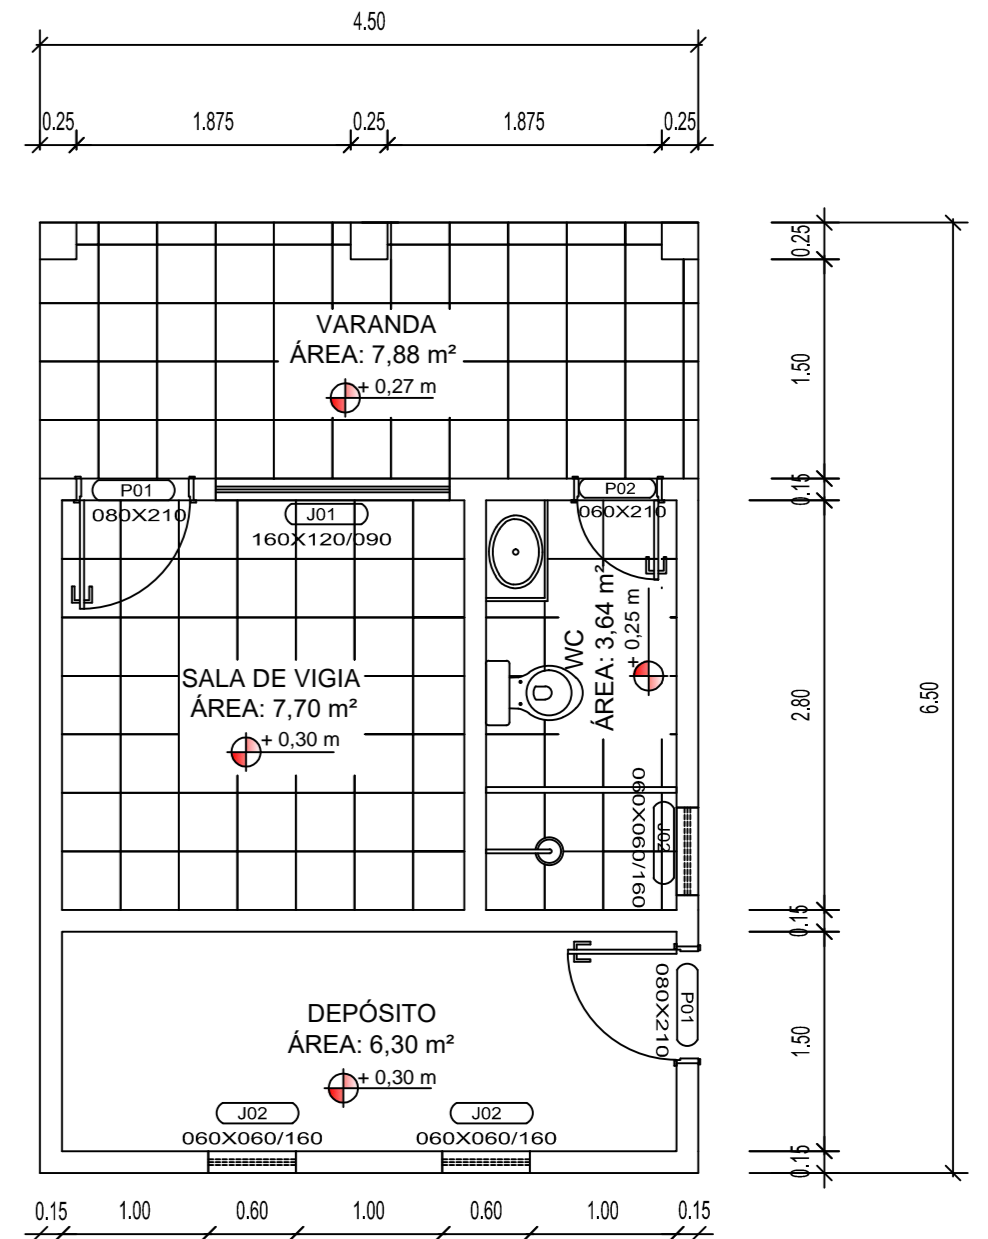 4.50
0.25 1.875 0.25 1.875 0.25
0.25
VARANDA
ÁREA: 7,88 m²
+ 0,27 m
1.50
P01
080X210
J01
160X120/090
P02
060X210
0.15
SALA DE VIGIA
ÁREA: 7,70 m²
+ 0,30 m
WC
ÁREA: 3,64 m²
+ 0,25 m
2.80
6.50
J02
060X060/160
0.15
DEPÓSITO
ÁREA: 6,30 m²
+ 0,30 m
P01
080X210
1.50
J02
060X060/160
J02
060X060/160
0.15
0.15 1.00 0.60 1.00 0.60 1.00 0.15